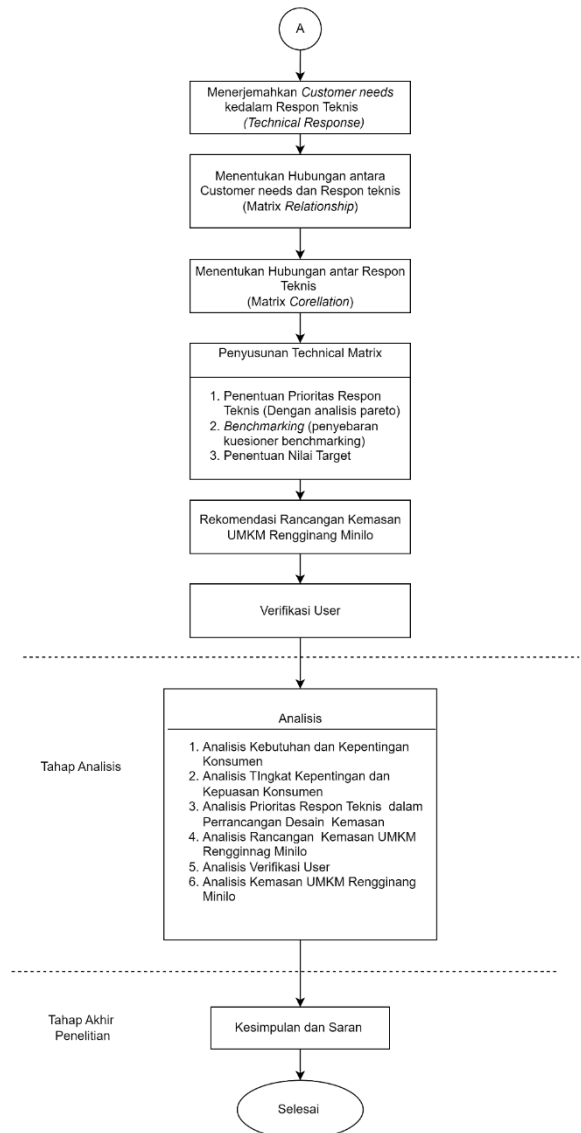 A
Menerjemahkan Customer needs
kedalam Respon Teknis
(Technical Response)
Menentukan Hubungan antara
Customer needs dan Respon teknis
(Matrix Relationship)
Menentukan Hubungan antar Respon
Teknis
(Matrix Corellation)
Penyusunan Technical Matrix
1. Penentuan Prioritas Respon
Teknis (Dengan analisis pareto)
2. Benchmarking (penyebaran
kuesioner benchmarking)
3. Penentuan Nilai Target
Rekomendasi Rancangan Kemasan
UMKM Rengginang Minilo
Verifikasi User
Tahap Analisis
Analisis
1. Analisis Kebutuhan dan Kepentingan
Konsumen
2. Analisis TIngkat Kepentingan dan
Kepuasan Konsumen
3. Analisis Prioritas Respon Teknis dalam
Perrancangan Desain Kemasan
4. Analisis Rancangan Kemasan UMKM
Rengginnag Minilo
5. Analisis Verifikasi User
6. Analisis Kemasan UMKM Rengginang
Minilo
Tahap Akhir
Penelitian
Kesimpulan dan Saran
Selesai